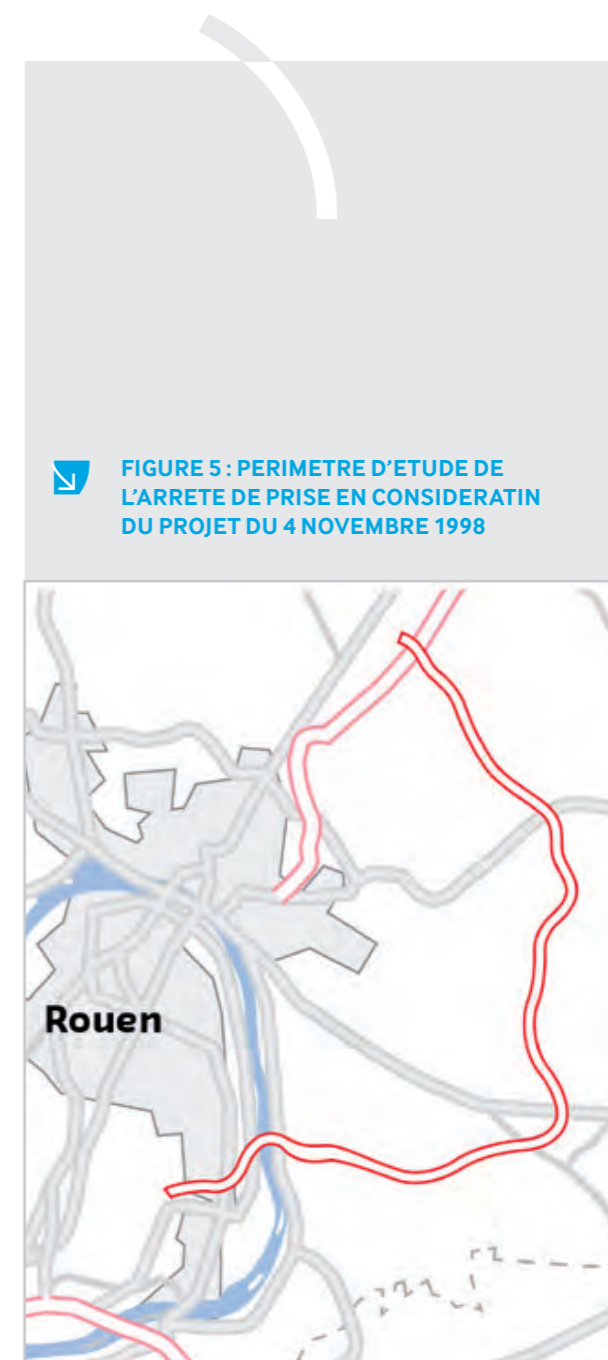 FIGURE 5 : PERIMETRE D'ETUDE DE
L'ARRETE DE PRISE EN CONSIDERATIN
DU PROJET DU 4 NOVEMBRE 1998
Rouen